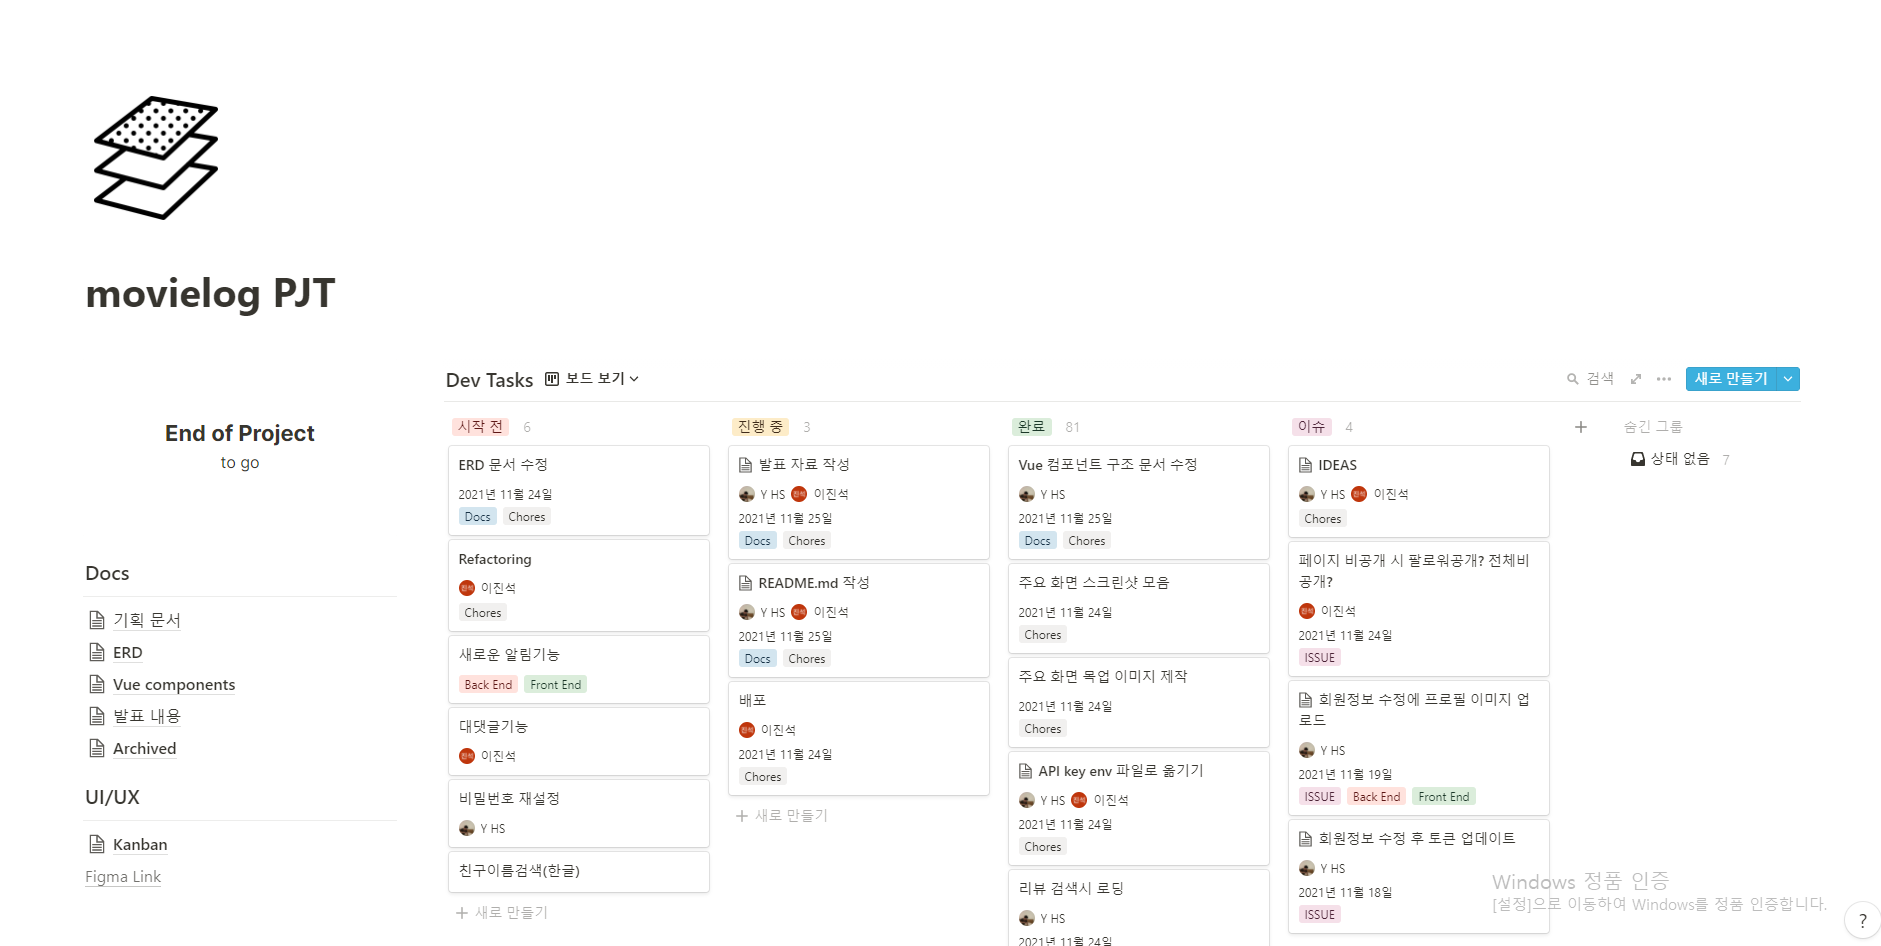 movielog PJT
End of Project
to go
Docs
기획 문서
ERD
Vue components
발표 내용
Archived
UI/UX
Kanban
Figma Link
Dev Tasks 보드 보기
검색 새로 만들기
시작 전 6
ERD 문서 수정
2021년 11월 24일
Docs Chores
Refactoring
이진석
Chores
새로운 알림기능
Back End Front End
대댓글기능
이진석
비밀번호 재설정
Y HS
친구이름검색(한글)
새로 만들기
진행 중 3
발표 자료 작성
Y HS 이진석
2021년 11월 25일
Docs Chores
README.md 작성
Y HS 이진석
2021년 11월 25일
Docs Chores
배포
이진석
2021년 11월 24일
Chores
새로 만들기
완료 81
Vue 컴포넌트 구조 문서 수정
Y HS
2021년 11월 25일
Docs Chores
주요 화면 스크린샷 모음
2021년 11월 24일
Chores
주요 화면 목업 이미지 제작
2021년 11월 24일
Chores
API key env 파일로 옮기기
Y HS 이진석
2021년 11월 24일
Chores
리뷰 검색시 로딩
Y HS
2021년 11월 24일
이슈 4
IDEAS
Y HS 이진석
Chores
페이지 비공개 시 팔로워공개? 전체비
공개?
이진석
2021년 11월 24일
ISSUE
회원정보 수정에 프로필 이미지 업
로드
Y HS
2021년 11월 19일
ISSUE Back End Front End
회원정보 수정 후 토큰 업데이트
Y HS
2021년 11월 18일
ISSUE
숨긴 그룹
상태 없음 7
Windows 정품 인증
[설정]으로 이동하여 Windows를 정품 인증합니다.
?